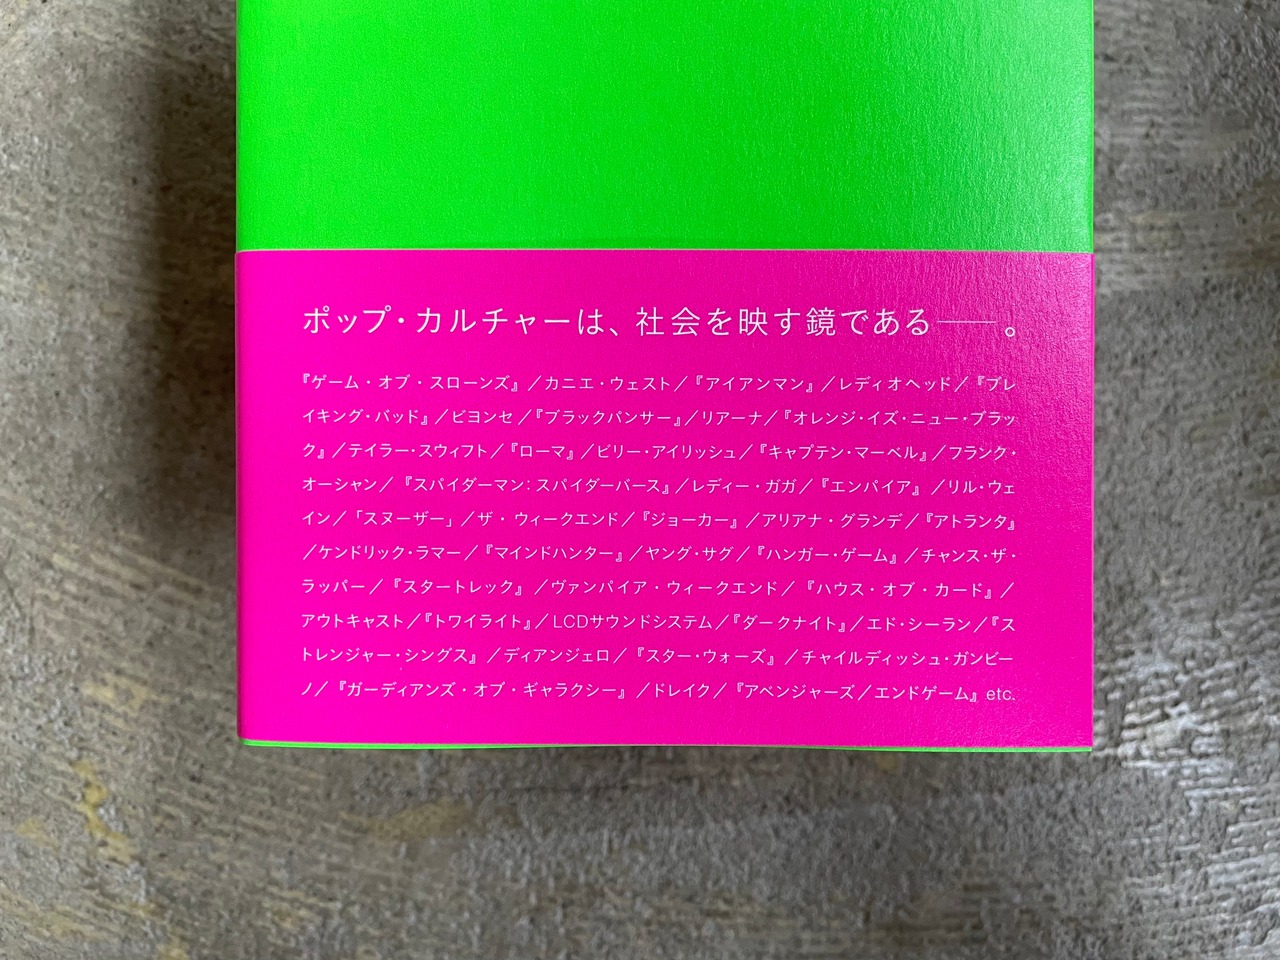 ポップ・カルチャーは、社会を映す鏡である――。
『ゲーム・オブ・スローンズ』／カニエ・ウェスト／『アイアンマン』／レディオヘッド／『ブレ
イキング・バッド』／ビヨンセ／『ブラックパンサー』／リアーナ／『オレンジ・イズ・ニュー・ブラッ
ク』／テイラー・スウィフト／『ローマ』／ビリー・アイリッシュ／『キャプテン・マーベル』／フランク・
オーシャン／『スパイダーマン：スパイダーバース』／レディー・ガガ／『エンパイア』／リル・ウェ
イン／「スヌーザー」／ザ・ウィークエンド／『ジョーカー』／アリアナ・グランデ／『アトランタ』
／ケンドリック・ラマー／『マインドハンター』／ヤング・サグ／『ハンガー・ゲーム』／チャンス・ザ・
ラッパー／『スタートレック』／ヴァンパイア・ウィークエンド／『ハウス・オブ・カード』／
アウトキャスト／『トワイライト』／LCDサウンドシステム／『ダークナイト』／エド・シーラン／『ス
トレンジャー・シングス』／ディアンジェロ／『スター・ウォーズ』／チャイルディッシュ・ガンビー
ノ／『ガーディアンズ・オブ・ギャラクシー』／ドレイク／『アベンジャーズ／エンドゲーム』etc.